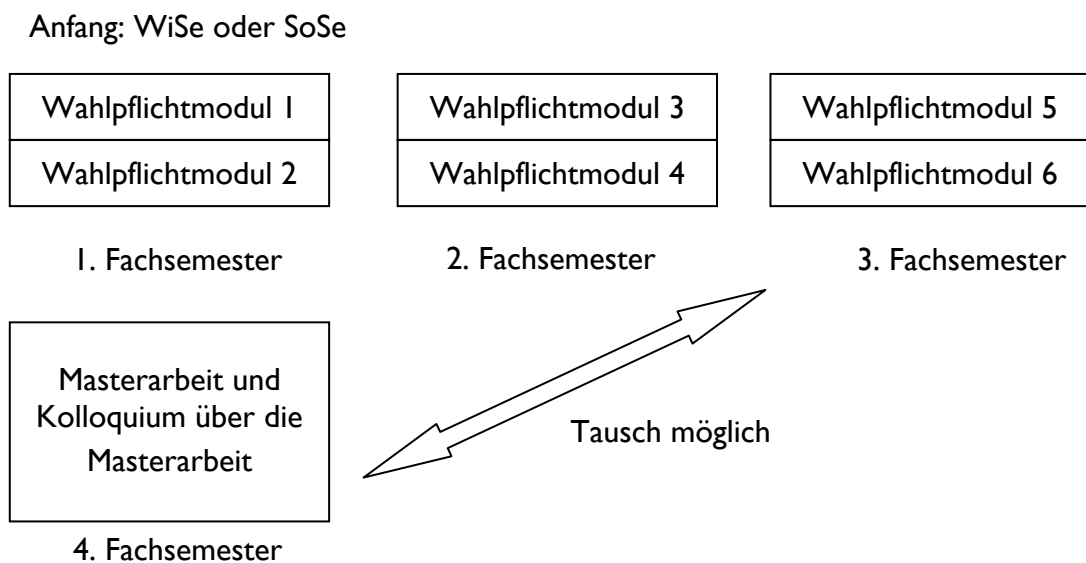 Anfang: WiSe oder SoSe
Wahlpflichtmodul 1
Wahlpflichtmodul 2
1. Fachsemester
Wahlpflichtmodul 3
Wahlpflichtmodul 4
2. Fachsemester
Wahlpflichtmodul 5
Wahlpflichtmodul 6
3. Fachsemester
Masterarbeit und
Kolloquium über die
Masterarbeit
4. Fachsemester
Tausch möglich